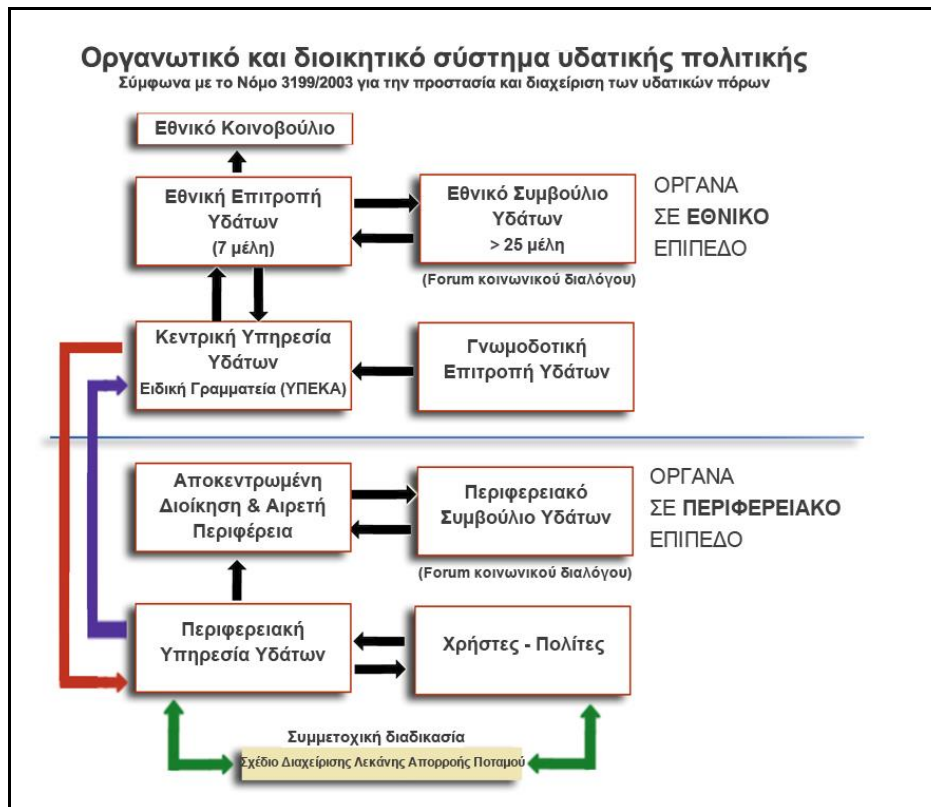 Οργανωτικό και διοικητικό σύστημα υδατικής πολιτικής
Σύμφωνα με το Νόμο 3199/2003 για την προστασία και διαχείριση των υδατικών πόρων
Εθνικό Κοινοβούλιο
Εθνική Επιτροπή
Υδάτων
(7 μέλη)
Εθνικό Συμβούλιο
Υδάτων
> 25 μέλη
(Forum κοινωνικού διαλόγου)
ΟΡΓΑΝΑ
ΣΕ ΕΘΝΙΚΟ
ΕΠΙΠΕΔΟ
Κεντρική Υπηρεσία
Υδάτων
Ειδική Γραμματεία (ΥΠΕΚΑ)
Γνωμοδοτική
Επιτροπή Υδάτων
Αποκεντρωμένη
Διοίκηση & Αιρετή
Περιφέρεια
Περιφερειακό
Συμβούλιο Υδάτων
(Forum κοινωνικού διαλόγου)
ΟΡΓΑΝΑ
ΣΕ ΠΕΡΙΦΕΡΕΙΑΚΟ
ΕΠΙΠΕΔΟ
Περιφερειακή
Υπηρεσία Υδάτων
Χρήστες - Πολίτες
Συμμετοχική διαδικασία
Σχέδιο Διαχείρισης Λεκάνης Απορροής Ποταμού